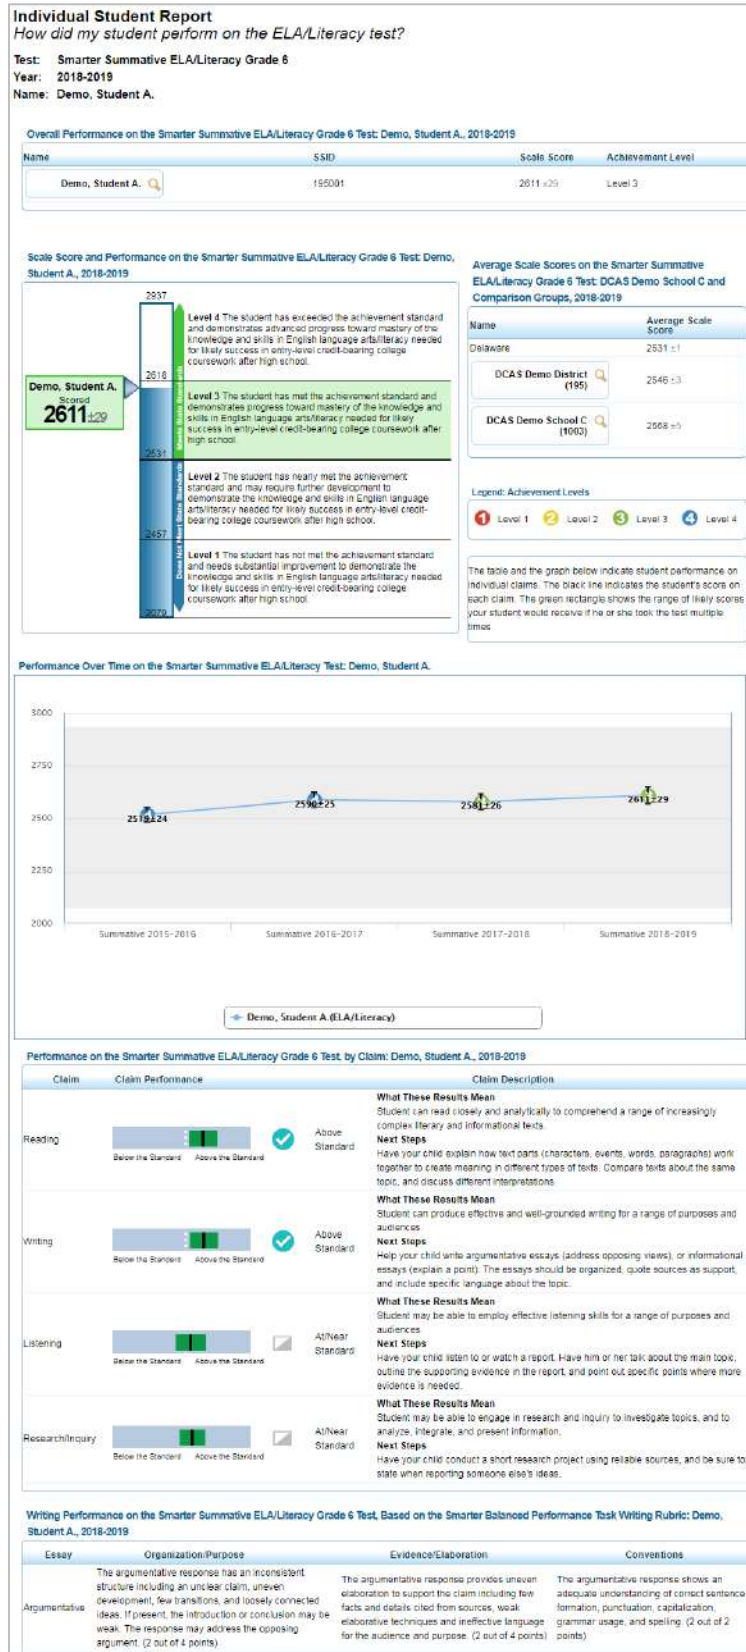 Individual Student Report
How did my student perform on the ELA/Literacy test?
Test: Smarter Summative ELA/Literacy Grade 6
Year: 2018-2019
Name: Demo, Student A.
Overall Performance on the Smarter Summative ELA/Literacy Grade 6 Test: Demo, Student A., 2018-2019
Name SSID Scale Score Achievement Level
Demo, Student A. 195001 2611 ±29 Level 3
Scale Score and Performance on the Smarter Summative ELA/Literacy Grade 6 Test: Demo,
Student A., 2018-2019
2937
Level 4 The student has exceeded the achievement standard
and demonstrates advanced progress toward mastery of the
knowledge and skills in English language arts/literacy needed
for likely success in entry-level credit-bearing college
coursework after high school.
2618
Demo, Student A.
Scored
2611±29
Level 3 The student has met the achievement standard and
demonstrates progress toward mastery of the knowledge and
skills in English language arts/literacy needed for likely
success in entry-level credit-bearing college coursework after
high school.
2531
Meets State Standards
Level 2 The student has nearly met the achievement
standard and may require further development to
demonstrate the knowledge and skills in English language
arts/literacy needed for likely success in entry-level credit-
bearing college coursework after high school.
2457
Does Not Meet State Standards
Level 1 The student has not met the achievement standard
and needs substantial improvement to demonstrate the
knowledge and skills in English language arts/literacy needed
for likely success in entry-level credit-bearing college
coursework after high school.
2079
Average Scale Scores on the Smarter Summative
ELA/Literacy Grade 6 Test: DCAS Demo School C and
Comparison Groups, 2018-2019
Name Average Scale
Score
Delaware 2531 ±1
DCAS Demo District
(195) 2546 ±3
DCAS Demo School C
(1003) 2568 ±5
Legend: Achievement Levels
1 Level 1 2 Level 2 3 Level 3 4 Level 4
The table and the graph below indicate student performance on
individual claims. The black line indicates the student's score on
each claim. The green rectangle shows the range of likely scores
your student would receive if he or she took the test multiple
times
Performance Over Time on the Smarter Summative ELA/Literacy Test: Demo, Student A.
3000
2750
2500
2250
2000
2519±24 2590±25 2581±26 2611±29
Summative 2015-2016 Summative 2016-2017 Summative 2017-2018 Summative 2018-2019
Demo, Student A.(ELA/Literacy)
Performance on the Smarter Summative ELA/Literacy Grade 6 Test, by Claim: Demo, Student A., 2018-2019
Claim Claim Performance Claim Description
Reading
Below the Standard Above the Standard
Above
Standard
What These Results Mean
Student can read closely and analytically to comprehend a range of increasingly
complex literary and informational texts.
Next Steps
Have your child explain how text parts (characters, events, words, paragraphs) work
together to create meaning in different types of texts. Compare texts about the same
topic, and discuss different interpretations.
Writing
Below the Standard Above the Standard
Above
Standard
What These Results Mean
Student can produce effective and well-grounded writing for a range of purposes and
audiences
Next Steps
Help your child write argumentative essays (address opposing views), or informational
essays (explain a point). The essays should be organized, quote sources as support,
and include specific language about the topic.
Listening
Below the Standard Above the Standard
At/Near
Standard
What These Results Mean
Student may be able to employ effective listening skills for a range of purposes and
audiences
Next Steps
Have your child listen to or watch a report. Have him or her talk about the main topic,
outline the supporting evidence in the report, and point out specific points where more
evidence is needed.
Research/Inquiry
Below the Standard Above the Standard
At/Near
Standard
What These Results Mean
Student may be able to engage in research and inquiry to investigate topics, and to
analyze, integrate, and present information.
Next Steps
Have your child conduct a short research project using reliable sources, and be sure to
state when reporting someone else's ideas.
Writing Performance on the Smarter Summative ELA/Literacy Grade 6 Test, Based on the Smarter Balanced Performance Task Writing Rubric: Demo,
Student A., 2018-2019
Essay Organization/Purpose Evidence/Elaboration Conventions
Argumentative
The argumentative response has an inconsistent
structure including an unclear claim, uneven
development, few transitions, and loosely connected
ideas. If present, the introduction or conclusion may be
weak. The response may address the opposing
argument. (2 out of 4 points)
The argumentative response provides uneven
elaboration to support the claim including few
facts and details cited from sources, weak
elaborative techniques and ineffective language
for the audience and purpose. (2 out of 4 points)
The argumentative response shows an
adequate understanding of correct sentence
formation, punctuation, capitalization,
grammar usage, and spelling. (2 out of 2
points)